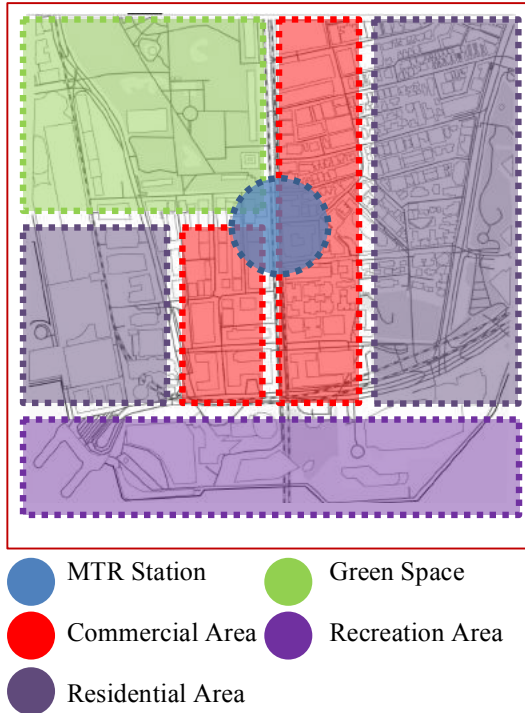 MTR Station
Green Space
Commercial Area
Recreation Area
Residential Area